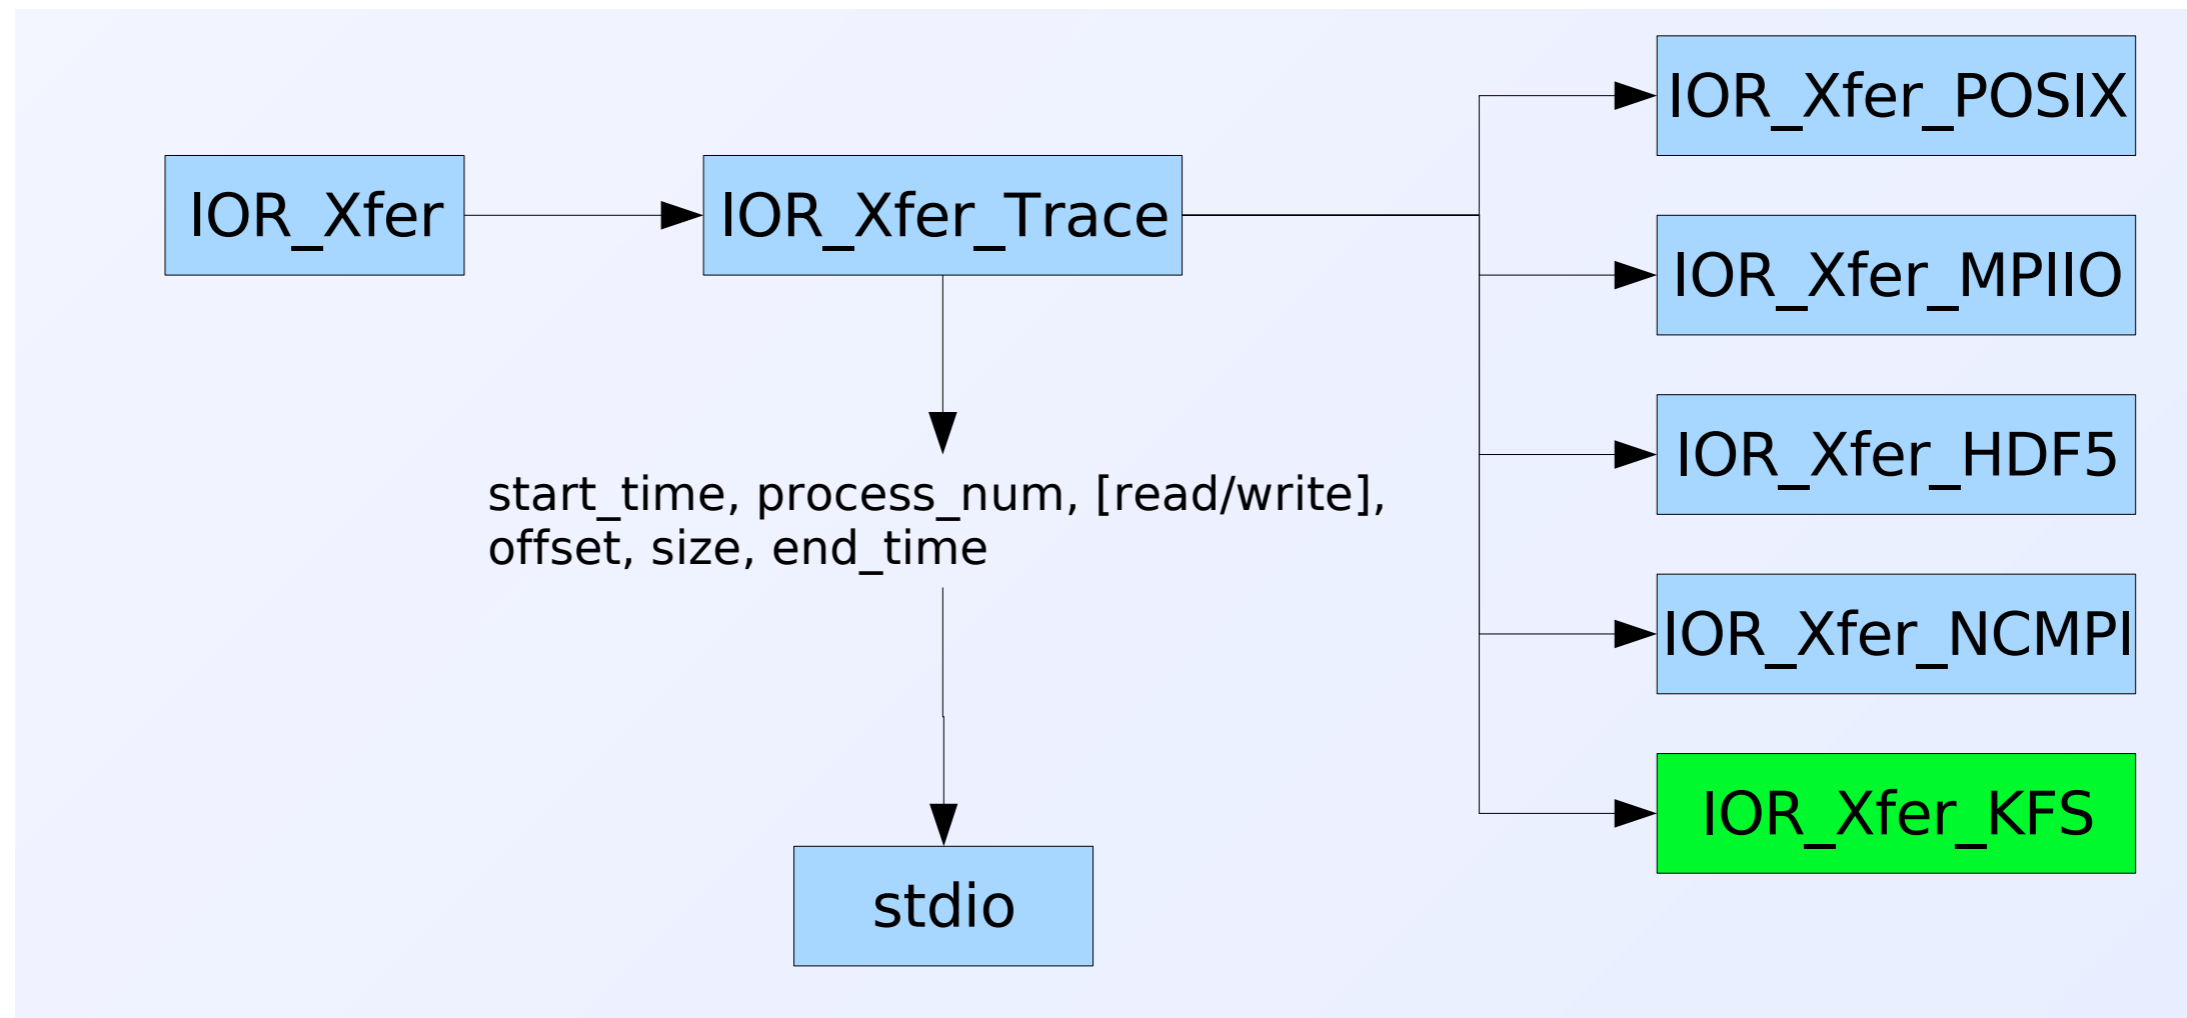 IOR_Xfer
IOR_Xfer_Trace
start_time, process_num, [read/write],
offset, size, end_time
stdio
IOR_Xfer_POSIX
IOR_Xfer_MPIIO
IOR_Xfer_HDF5
IOR_Xfer_NCMPI
IOR_Xfer_KFS